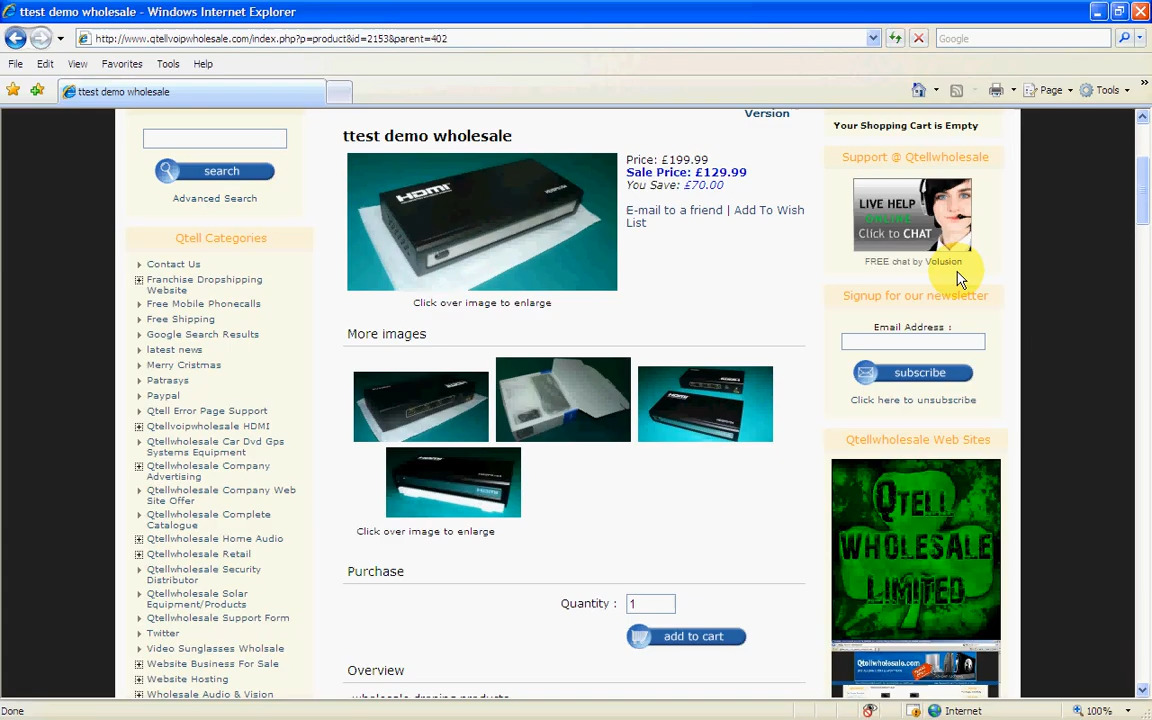 ttest demo wholesale - Windows Internet Explorer
http://www.qtellvoipwholesale.com/index.php?p=product&id=2153&parent=402
Google
File Edit View Favorites Tools Help
ttest demo wholesale
Page
Tools
search
Advanced Search
Qtell Categories
Contact Us
Franchise Dropshipping
Website
Free Mobile Phonecalls
Free Shipping
Google Search Results
latest news
Merry Cristmas
Patrasys
Paypal
Qtell Error Page Support
Qtellvoipwholesale HDMI
Qtellwholesale Car Dvd Gps
Systems Equipment
Qtellwholesale Company
Advertising
Qtellwholesale Company Web
Site Offer
Qtellwholesale Complete
Catalogue
Qtellwholesale Home Audio
Qtellwholesale Retail
Qtellwholesale Security
Distributor
Qtellwholesale Solar
Equipment/Products
Qtellwholesale Support Form
Twitter
Video Sunglasses Wholsale
Website Business For Sale
Website Hosting
Wholesale Audio & Vision
Version
ttest demo wholesale
HDMI
Price: £199.99
Sale Price: £129.99
You Save: £70.00
E-mail to a friend | Add To Wish
List
Click over image to enlarge
More images
Click over image to enlarge
Purchase
Quantity : 1
add to cart
Overview
wholesale droping products
Your Shopping Cart is Empty
Support @ Qtellwholesale
LIVE HELP
ONLINE
Click to CHAT
FREE chat by Volusion
Signup for our newsletter
Email Address :
subscribe
Click here to unsubscribe
Qtellwholesale Web Sites
QTELL
WHOLESALE
LIMITED
Qtellwholesale.com
Done
Internet
100%